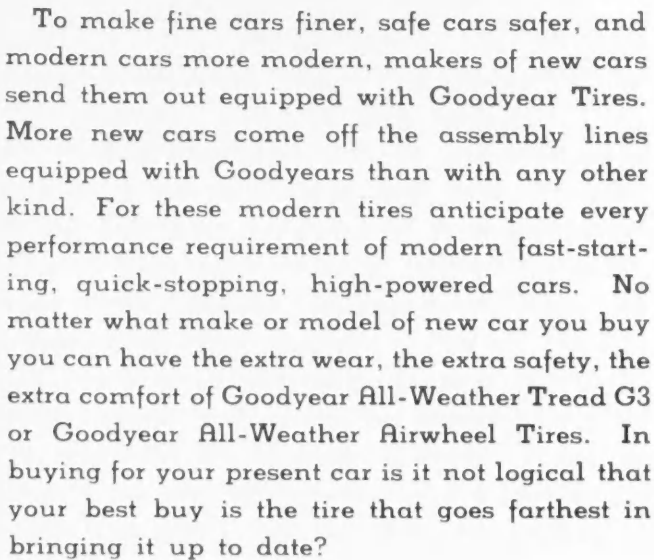 To make fine cars finer, safe cars safer, and
modern cars more modern, makers of new cars
send them out equipped with Goodyear Tires.
More new cars come off the assembly lines
equipped with Goodyears than with any other
kind. For these modern tires anticipate every
performance requirement of modern fast-start-
ing, quick-stopping, high-powered cars. No
matter what make or model of new car you buy
you can have the extra wear, the extra safety, the
extra comfort of Goodyear All-Weather Tread G3
or Goodyear All-Weather Airwheel Tires. In
buying for your present car is it not logical that
your best buy is the tire that goes farthest in
bringing it up to date?